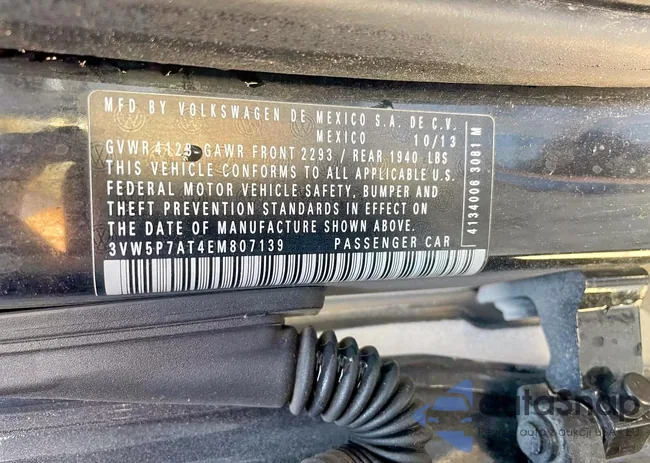 MFD. BY VOLKSWAGEN DE MEXICO S.A. DE C.V.
MEXICO 10/13
GVWR 4123 GAWR FRONT 2293 / REAR 1940 LBS
THIS VEHICLE CONFORMS TO ALL APPLICABLE U.S.
FEDERAL MOTOR VEHICLE SAFETY, BUMPER AND
THEFT PREVENTION STANDARDS IN EFFECT ON
THE DATE OF MANUFACTURE SHOWN ABOVE.
3VW5P7AT4EM807139 PASSENGER CAR
4134006 3081 M
autoSnap